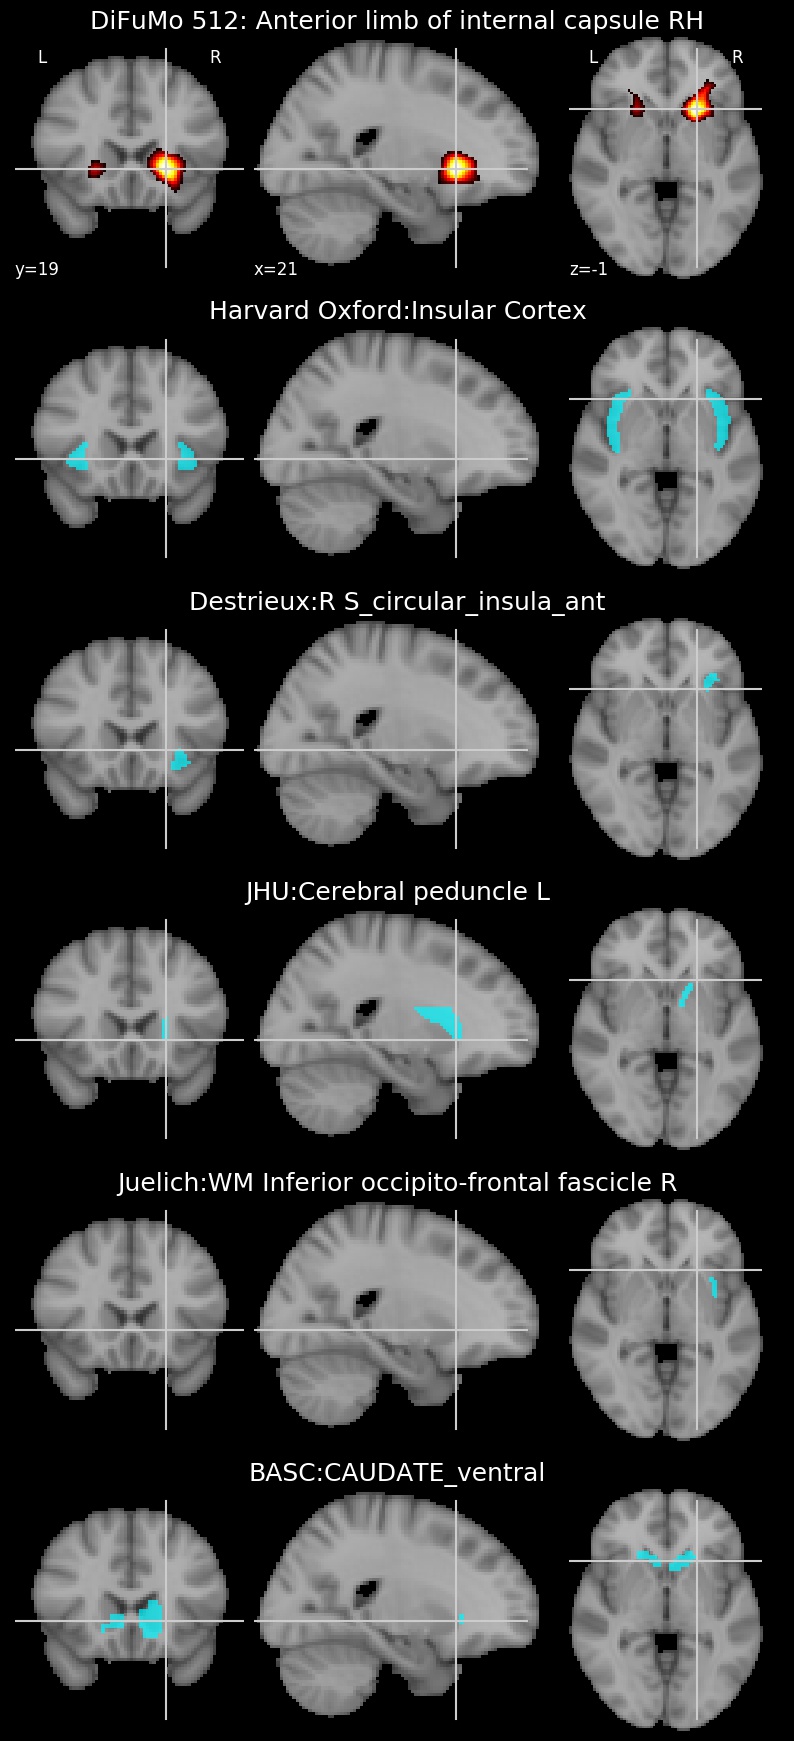 DiFuMo 512: Anterior limb of internal capsule RH
L R L R
y=19 x=21 z=-1
Harvard Oxford:Insular Cortex
Destrieux:R S_circular_insula_ant
JHU:Cerebral peduncle L
Juelich:WM Inferior occipito-frontal fascicle R
BASC:CAUDATE_ventral